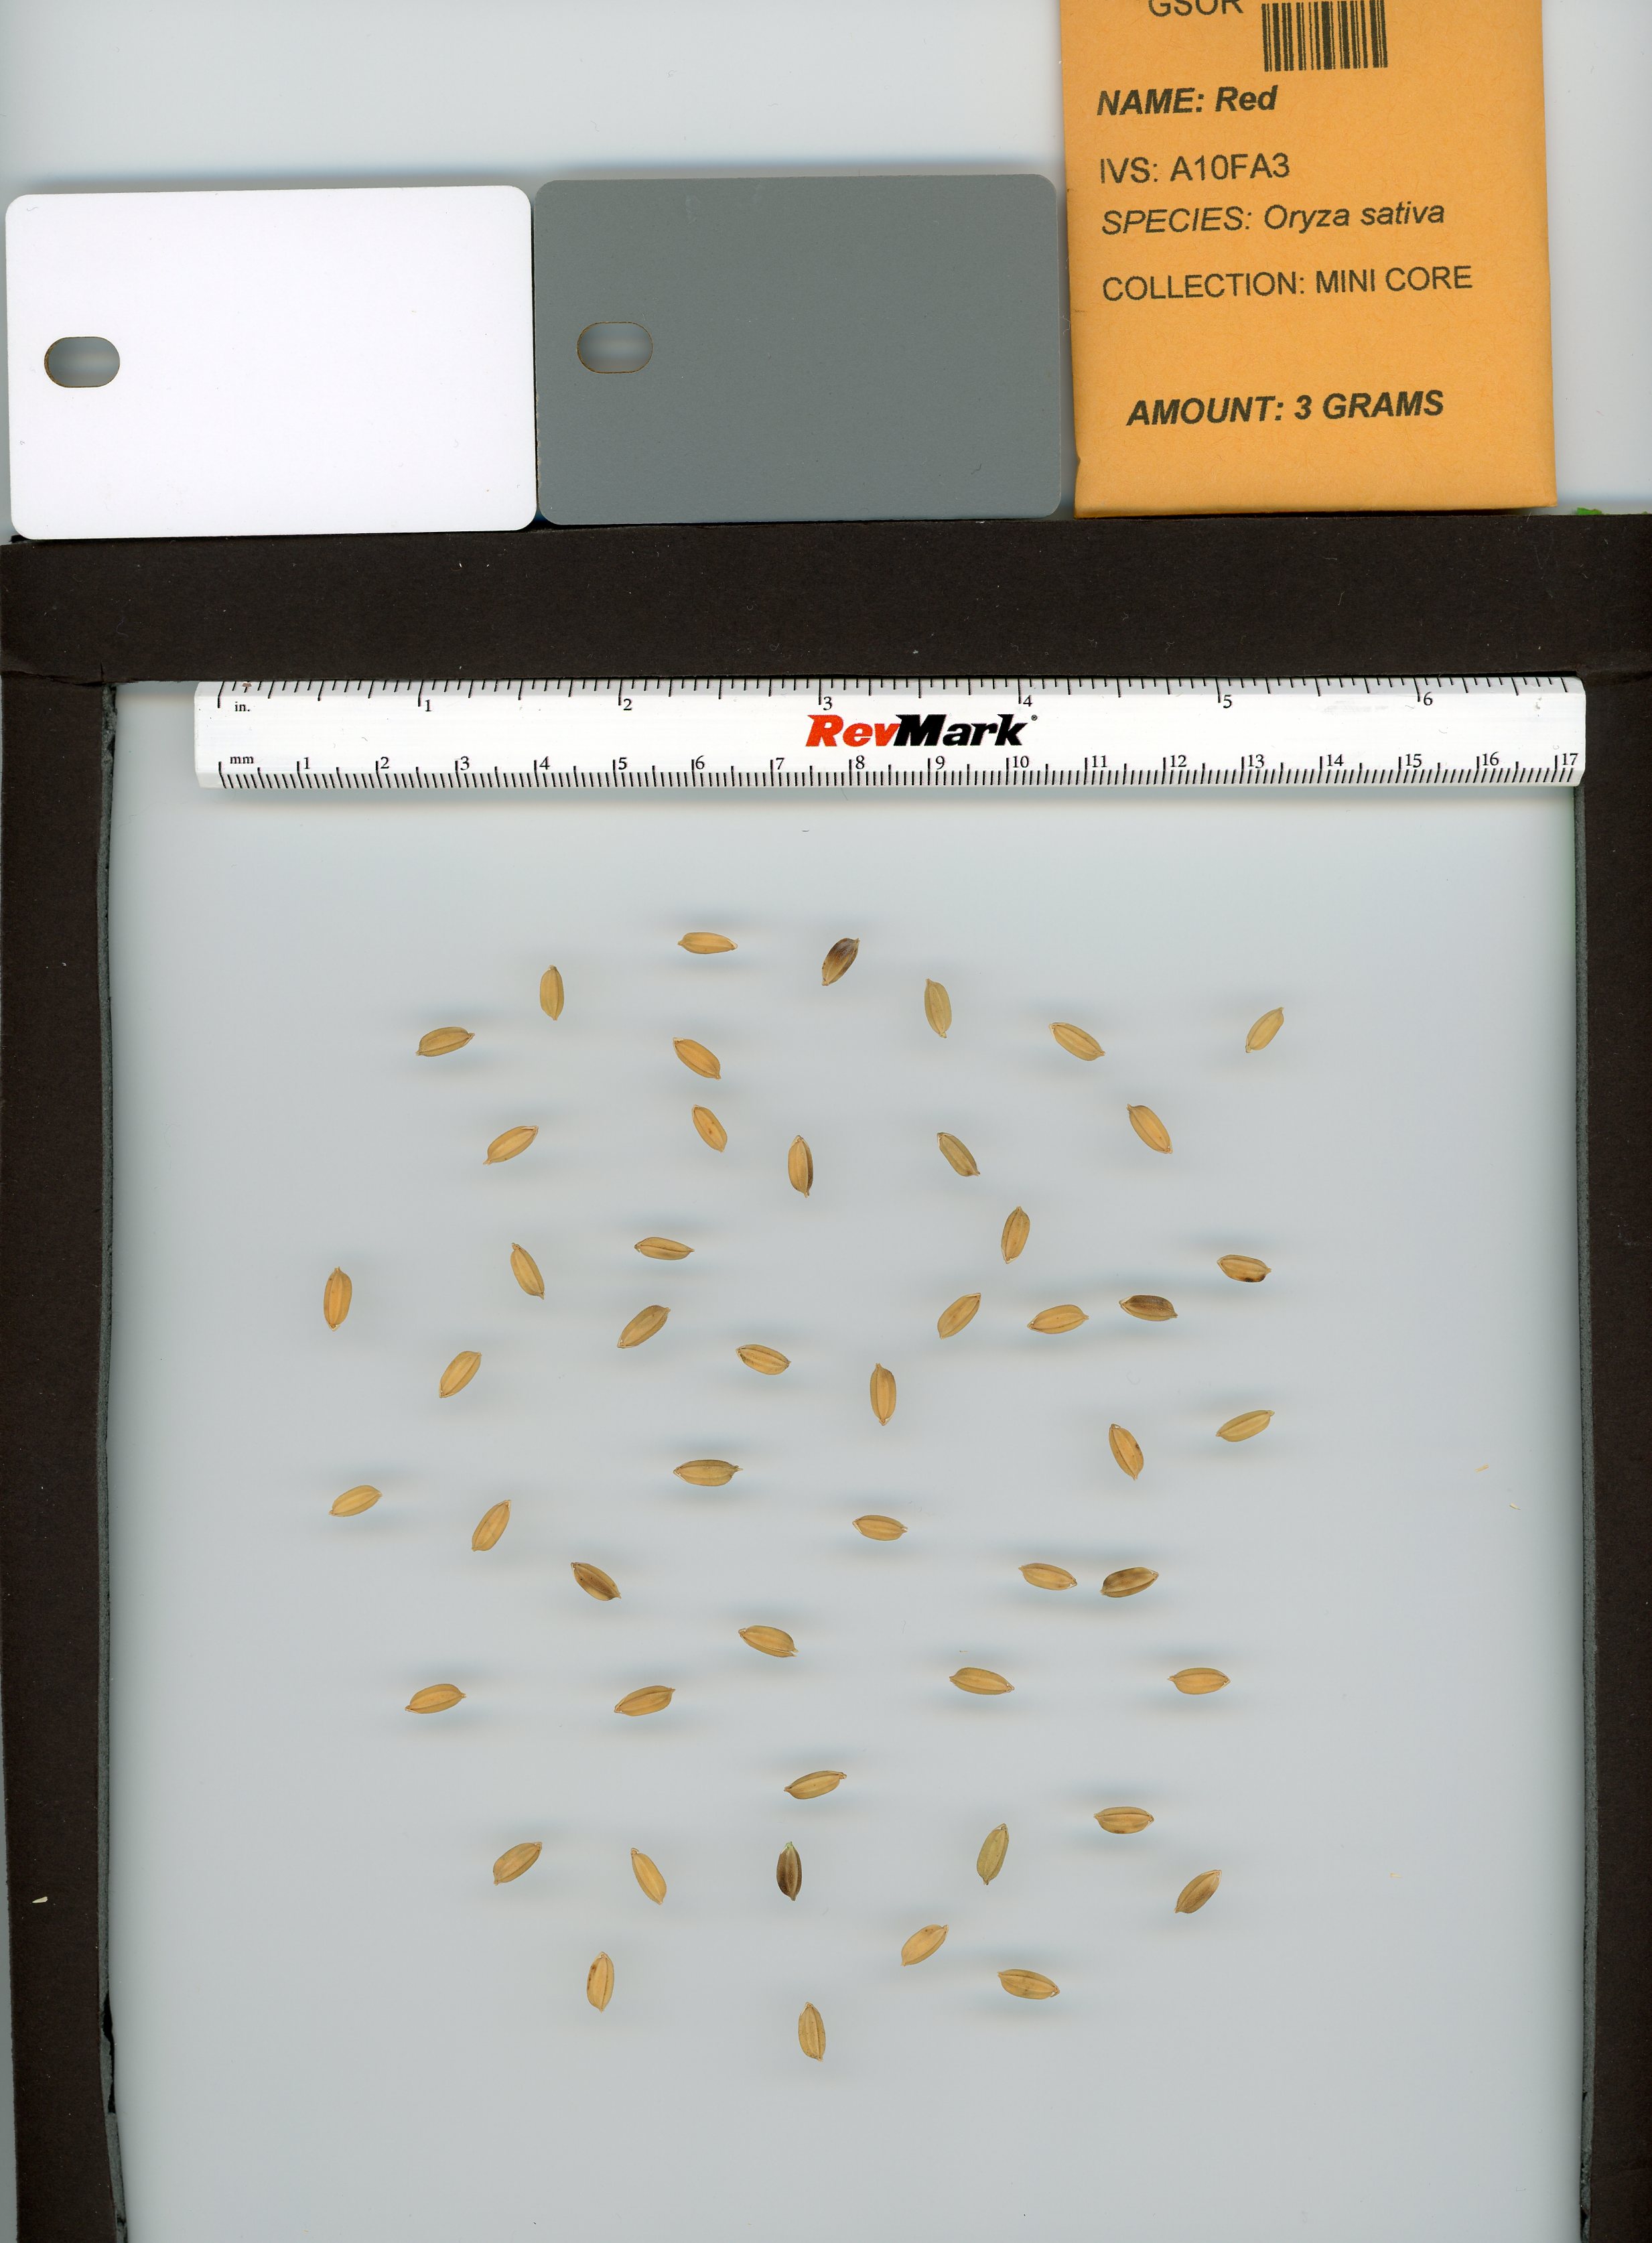 GSOR
NAME: Red
IVS: A10FA3
SPECIES: Oryza sativa
COLLECTION: MINI CORE
AMOUNT: 3 GRAMS
in. 1 2 3 4 5 6
RevMark
mm 1 2 3 4 5 6 7 8 9 10 11 12 13 14 15 16 17